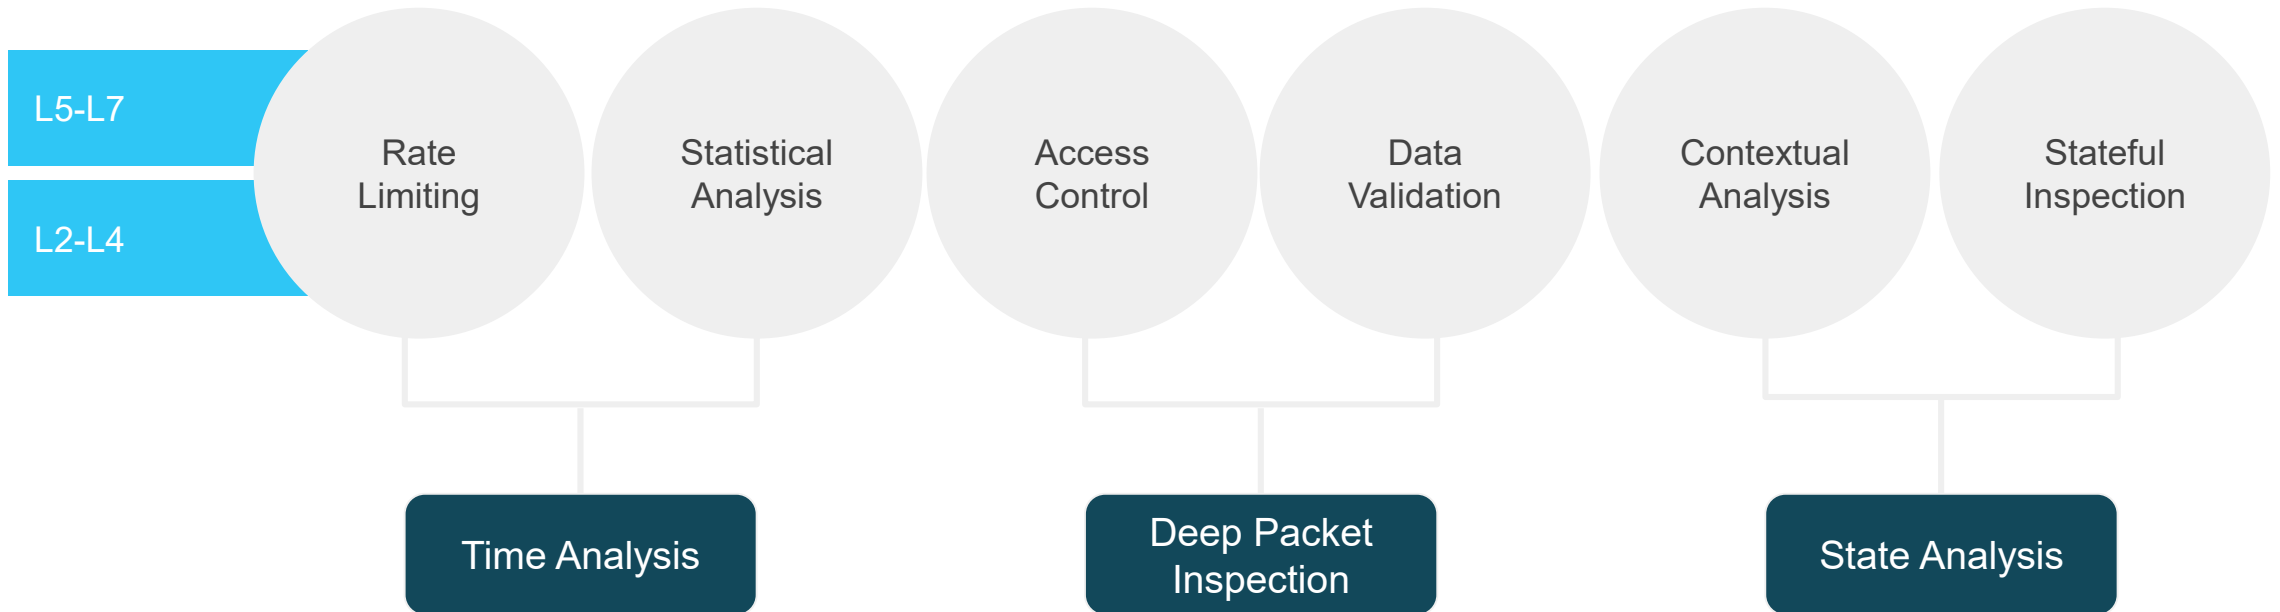 L5-L7
L2-L4
Rate
Limiting
Statistical
Analysis
Access
Control
Data
Validation
Contextual
Analysis
Stateful
Inspection
Time Analysis
Deep Packet
Inspection
State Analysis